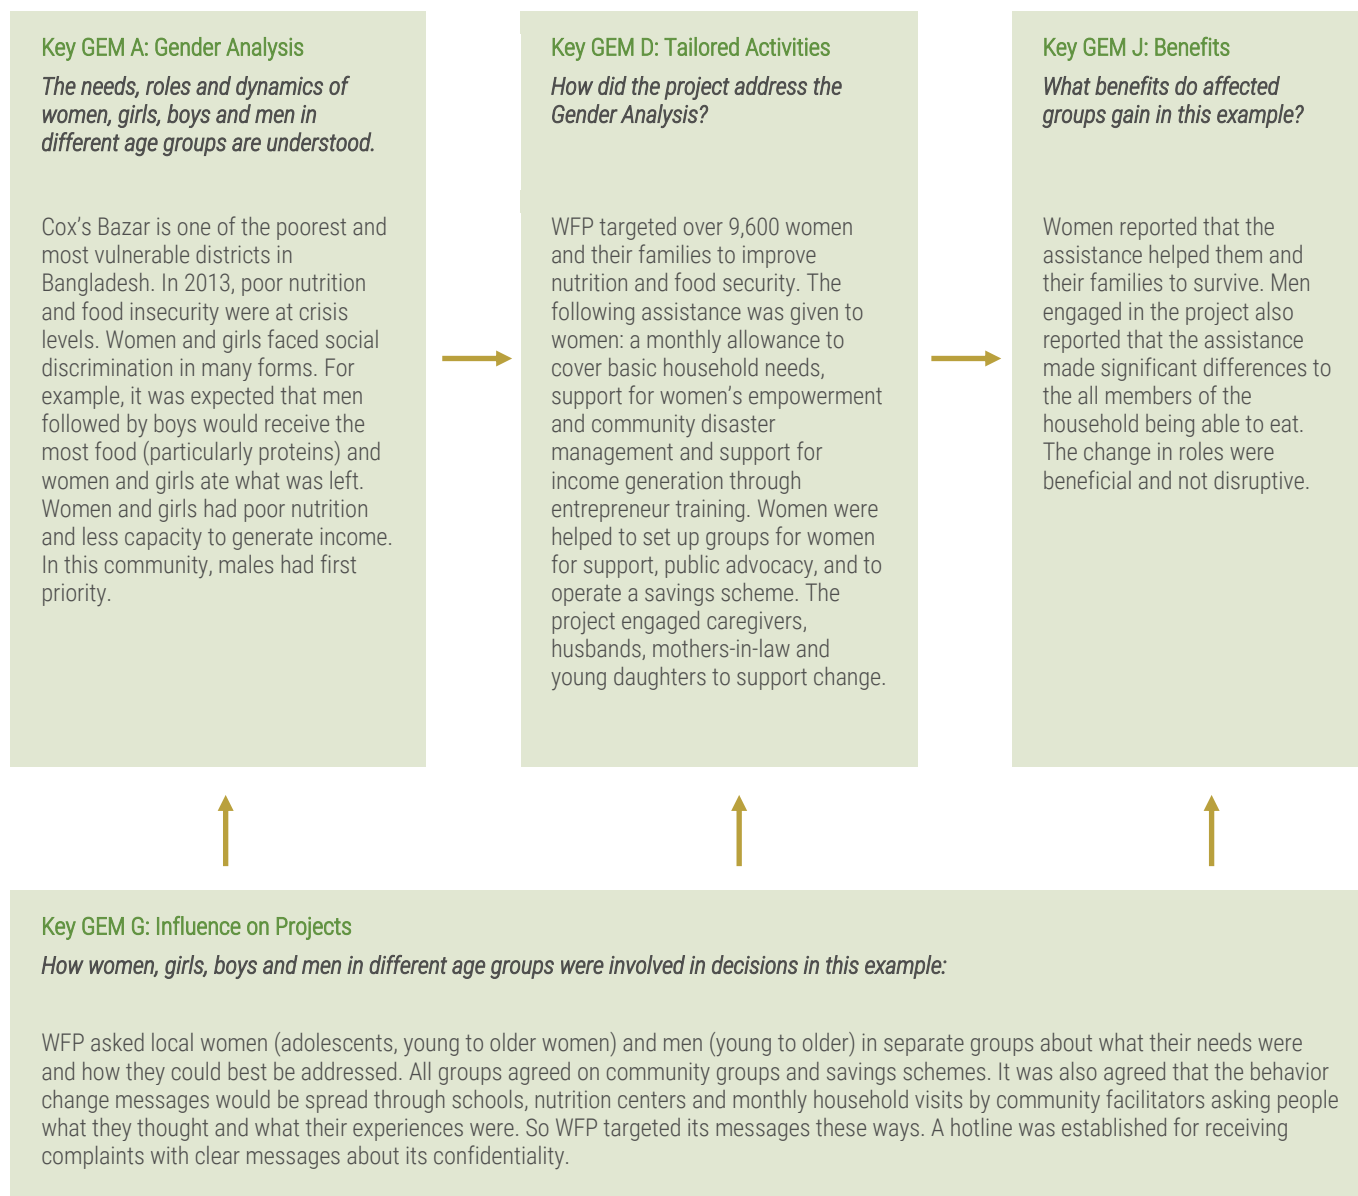 Key GEM A: Gender Analysis
The needs, roles and dynamics of
women, girls, boys and men in
different age groups are understood.
Cox's Bazar is one of the poorest and
most vulnerable districts in
Bangladesh. In 2013, poor nutrition
and food insecurity were at crisis
levels. Women and girls faced social
discrimination in many forms. For
example, it was expected that men
followed by boys would receive the
most food (particularly proteins) and
women and girls ate what was left.
Women and girls had poor nutrition
and less capacity to generate income.
In this community, males had first
priority.
Key GEM D: Tailored Activities
How did the project address the
Gender Analysis?
WFP targeted over 9,600 women
and their families to improve
nutrition and food security. The
following assistance was given to
women: a monthly allowance to
cover basic household needs,
support for women's empowerment
and community disaster
management and support for
income generation through
entrepreneur training. Women were
helped to set up groups for women
for support, public advocacy, and to
operate a savings scheme. The
project engaged caregivers,
husbands, mothers-in-law and
young daughters to support change.
Key GEM J: Benefits
What benefits do affected
groups gain in this example?
Women reported that the
assistance helped them and
their families to survive. Men
engaged in the project also
reported that the assistance
made significant differences to
the all members of the
household being able to eat.
The change in roles were
beneficial and not disruptive.
Key GEM G: Influence on Projects
How women, girls, boys and men in different age groups were involved in decisions in this example:
WFP asked local women (adolescents, young to older women) and men (young to older) in separate groups about what their needs were
and how they could best be addressed. All groups agreed on community groups and savings schemes. It was also agreed that the behavior
change messages would be spread through schools, nutrition centers and monthly household visits by community facilitators asking people
what they thought and what their experiences were. So WFP targeted its messages these ways. A hotline was established for receiving
complaints with clear messages about its confidentiality.